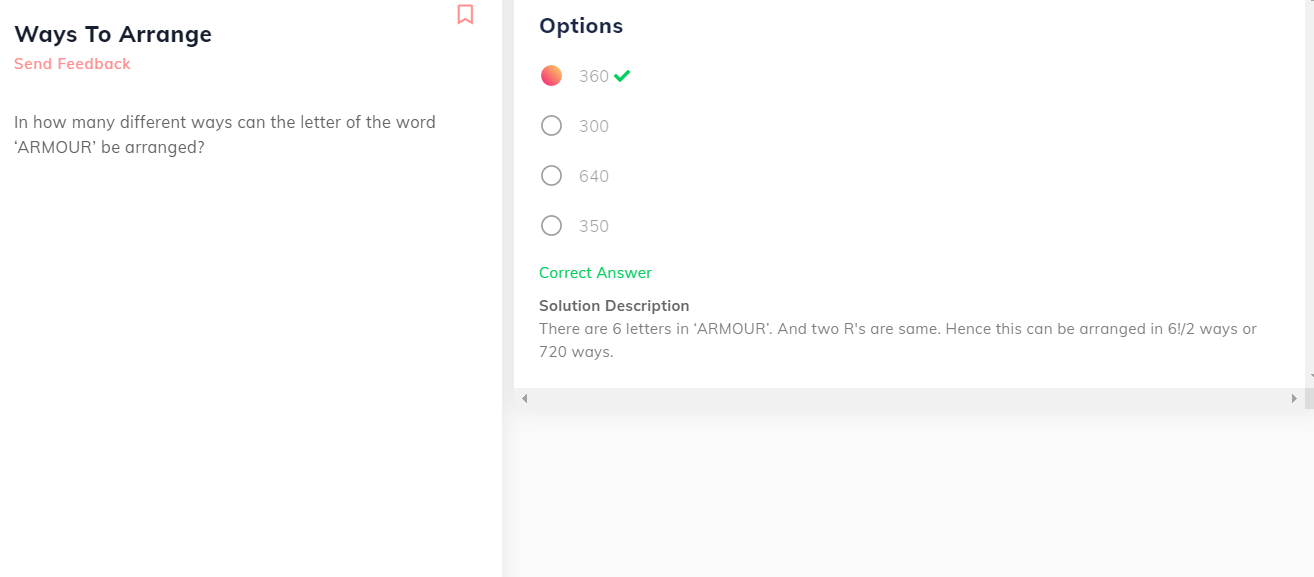 Ways To Arrange
Send Feedback
In how many different ways can the letter of the word
‘ARMOUR’ be arranged?
Options
360
300
640
350
Correct Answer
Solution Description
There are 6 letters in ‘ARMOUR’. And two R's are same. Hence this can be arranged in 6!/2 ways or
720 ways.